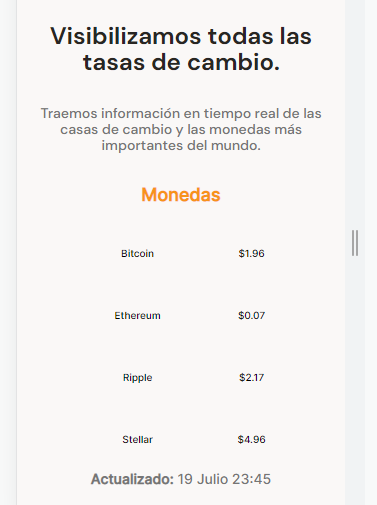 Visibilizamos todas las
tasas de cambio.
Traemos información en tiempo real de las
casas de cambio y las monedas más
importantes del mundo.
Monedas
Bitcoin $1.96
Ethereum $0.07
Ripple $2.17
Stellar $4.96
Actualizado: 19 Julio 23:45